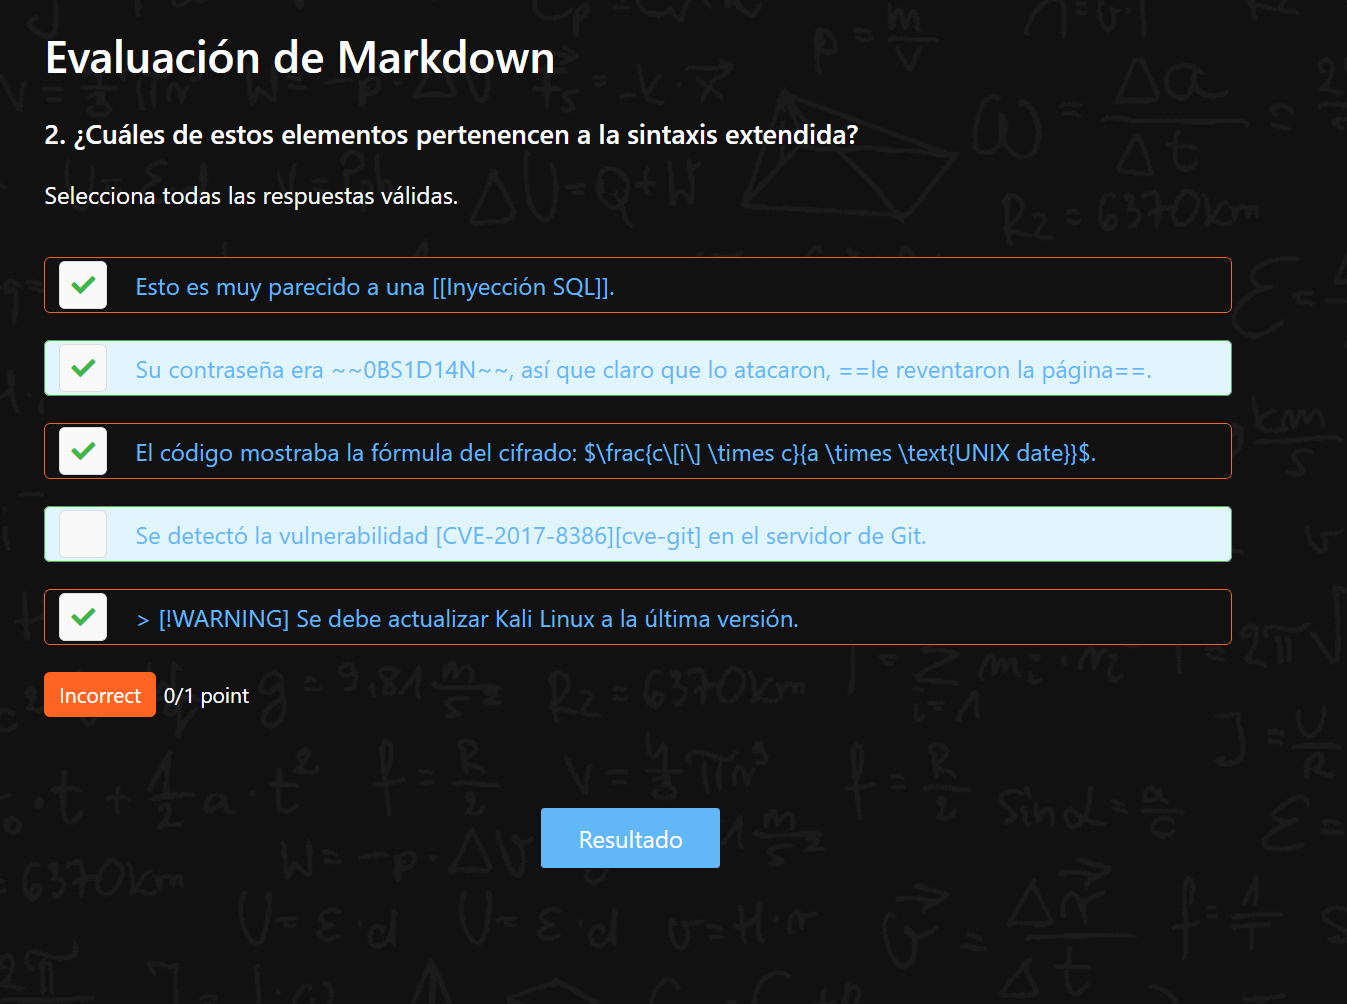 Evaluación de Markdown
2. ¿Cuáles de estos elementos pertenencen a la sintaxis extendida?
Selecciona todas las respuestas válidas.
Esto es muy parecido a una [[Inyección SQL]].
Su contraseña era ~~0BS1D14N~~, así que claro que lo atacaron, ==le reventaron la página==.
El código mostraba la fórmula del cifrado: $\frac{c\[i\] \times c}{a \times \text{UNIX date}}$.
Se detectó la vulnerabilidad [CVE-2017-8386][cve-git] en el servidor de Git.
> [!WARNING] Se debe actualizar Kali Linux a la última versión.
Incorrect 0/1 point
Resultado